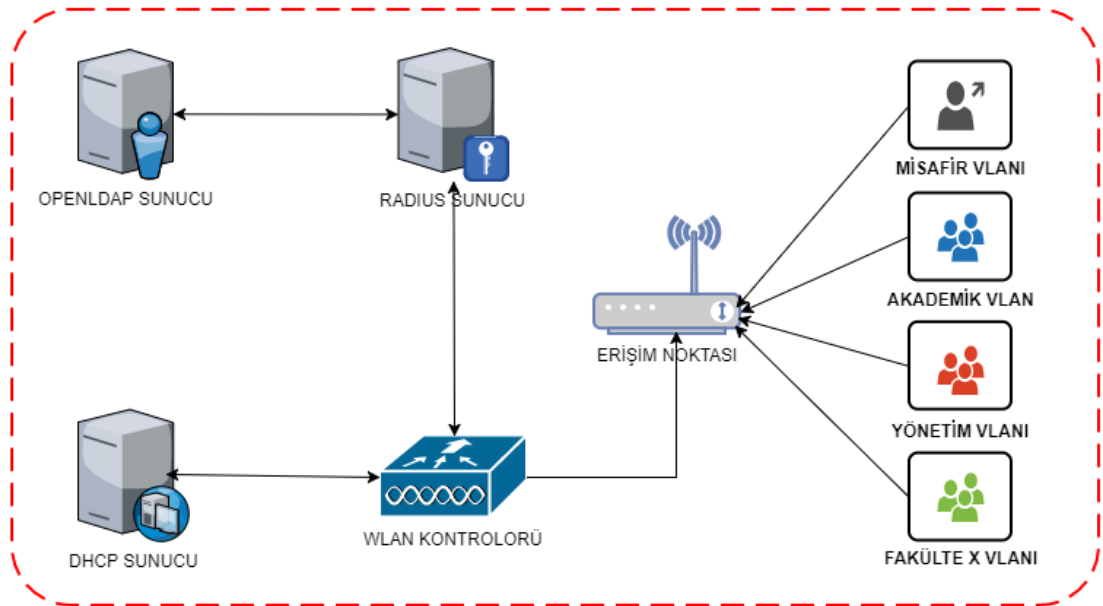 OPENLDAP SUNUCU
RADIUS SUNUCU
MİSAFİR VLANI
AKADEMİK VLAN
ERİŞİM NOKTASI
YÖNETİM VLANI
WLAN KONTROLORÜ
DHCP SUNUCU
FAKÜLTE X VLANI